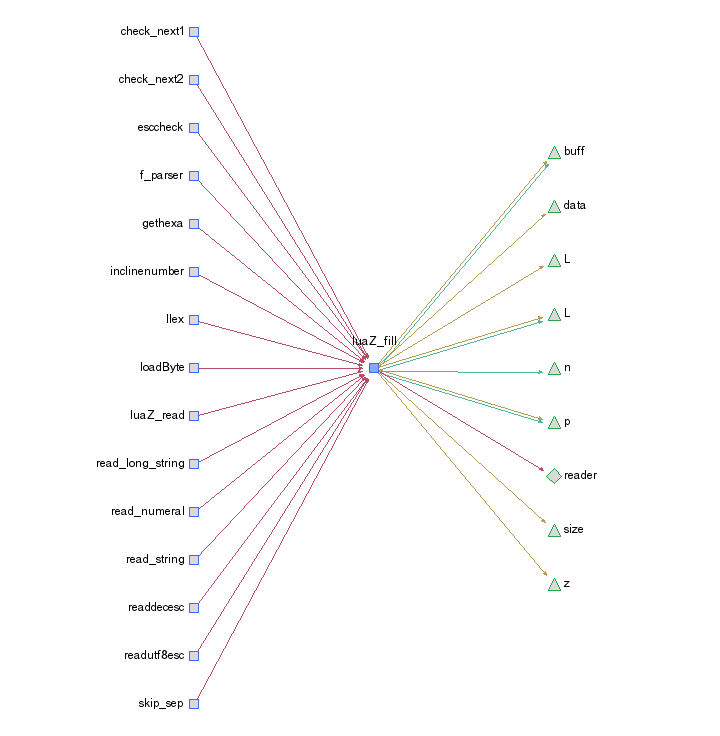 check_next1
check_next2
esccheck
f_parser
gethexa
inclinenumber
llex
loadByte
luaZ_read
read_long_string
read_numeral
read_string
readdecesc
readutf8esc
skip_sep
luaZ_fill
buff
data
L
L
n
p
reader
size
z